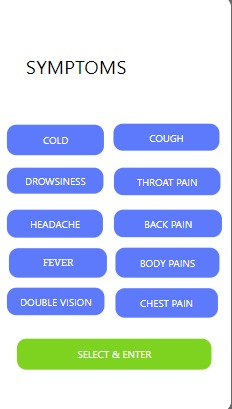 SYMPTOMS
COLD
COUGH
DROWSINESS
THROAT PAIN
HEADACHE
BACK PAIN
FEVER
BODY PAINS
DOUBLE VISION
CHEST PAIN
SELECT & ENTER